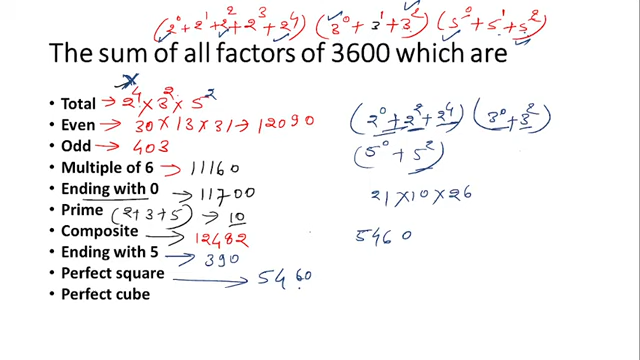 (2⁰ + 2¹ + 2² + 2³ + 2⁴) (3⁰ + 3¹ + 3²) (5⁰ + 5¹ + 5²)
The sum of all factors of 3600 which are
• Total → 2⁴ × 3² × 5²
• Even → 30 × 13 × 31 → 12090
• Odd → 403
• Multiple of 6 → 11160
• Ending with 0 → 11700
• Prime (2+3+5) → 10
• Composite → 12482
• Ending with 5 → 390
• Perfect square → 5460
• Perfect cube
(2⁰ + 2² + 2⁴) (3⁰ + 3²)
(5⁰ + 5²)
21 × 10 × 26
5460